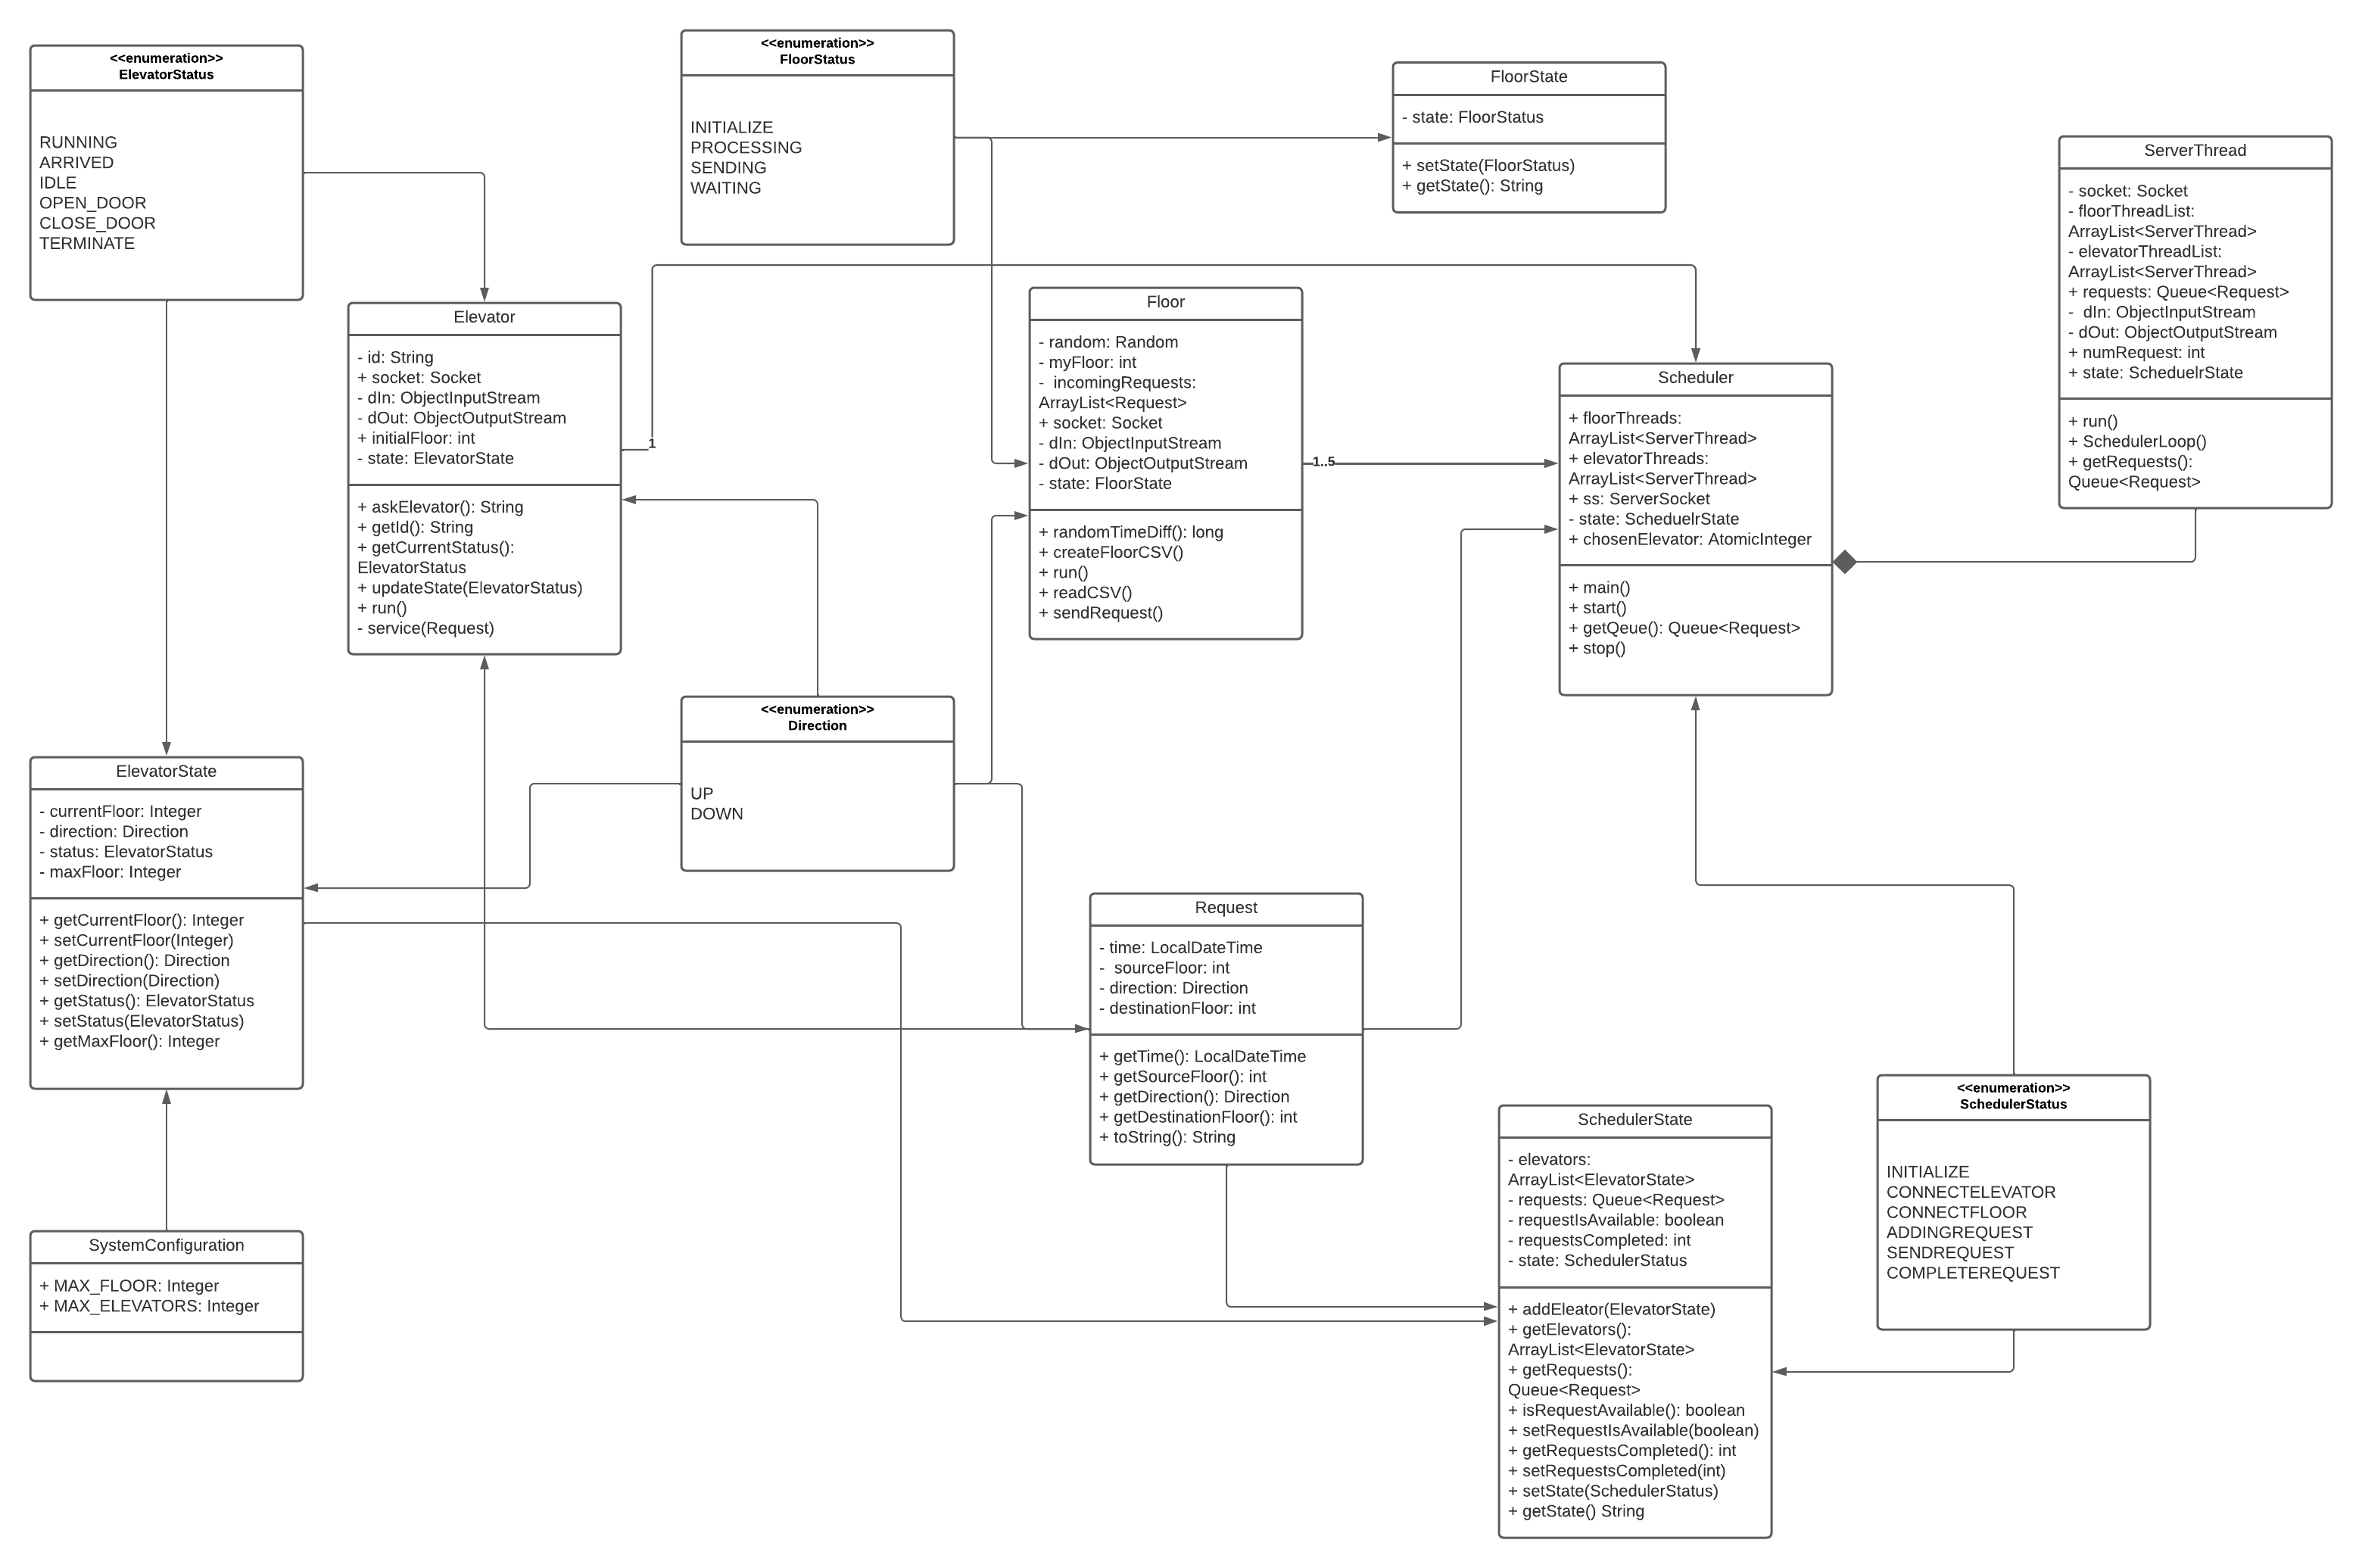 <<enumeration>>
ElevatorStatus
RUNNING
ARRIVED
IDLE
OPEN_DOOR
CLOSE_DOOR
TERMINATE
<<enumeration>>
FloorStatus
INITIALIZE
PROCESSING
SENDING
WAITING
FloorState
- state: FloorStatus
+ setState(FloorStatus)
+ getState(): String
ServerThread
- socket: Socket
- floorThreadList:
ArrayList<ServerThread>
- elevatorThreadList:
ArrayList<ServerThread>
+ requests: Queue<Request>
- dIn: ObjectInputStream
- dOut: ObjectOutputStream
+ numRequest: int
+ state: ScheduelrState
+ run()
+ SchedulerLoop()
+ getRequests():
Queue<Request>
Elevator
- id: String
+ socket: Socket
- dIn: ObjectInputStream
- dOut: ObjectOutputStream
+ initialFloor: int
- state: ElevatorState
+ askElevator(): String
+ getId(): String
+ getCurrentStatus():
ElevatorStatus
+ updateState(ElevatorStatus)
+ run()
- service(Request)
1
Floor
- random: Random
- myFloor: int
- incomingRequests:
ArrayList<Request>
+ socket: Socket
- dIn: ObjectInputStream
- dOut: ObjectOutputStream
- state: FloorState
+ randomTimeDiff(): long
+ createFloorCSV()
+ run()
+ readCSV()
+ sendRequest()
1..5
Scheduler
+ floorThreads:
ArrayList<ServerThread>
+ elevatorThreads:
ArrayList<ServerThread>
+ ss: ServerSocket
- state: ScheduelrState
+ chosenElevator: AtomicInteger
+ main()
+ start()
+ getQeue(): Queue<Request>
+ stop()
<<enumeration>>
Direction
UP
DOWN
ElevatorState
- currentFloor: Integer
- direction: Direction
- status: ElevatorStatus
- maxFloor: Integer
+ getCurrentFloor(): Integer
+ setCurrentFloor(Integer)
+ getDirection(): Direction
+ setDirection(Direction)
+ getStatus(): ElevatorStatus
+ setStatus(ElevatorStatus)
+ getMaxFloor(): Integer
Request
- time: LocalDateTime
- sourceFloor: int
- direction: Direction
- destinationFloor: int
+ getTime(): LocalDateTime
+ getSourceFloor(): int
+ getDirection(): Direction
+ getDestinationFloor(): int
+ toString(): String
SchedulerState
- elevators:
ArrayList<ElevatorState>
- requests: Queue<Request>
- requestIsAvailable: boolean
- requestsCompleted: int
- state: SchedulerStatus
+ addEleator(ElevatorState)
+ getElevators():
ArrayList<ElevatorState>
+ getRequests():
Queue<Request>
+ isRequestAvailable(): boolean
+ setRequestIsAvailable(boolean)
+ getRequestsCompleted(): int
+ setRequestsCompleted(int)
+ setState(SchedulerStatus)
+ getState() String
<<enumeration>>
SchedulerStatus
INITIALIZE
CONNECTELEVATOR
CONNECTFLOOR
ADDINGREQUEST
SENDREQUEST
COMPLETEREQUEST
SystemConfiguration
+ MAX_FLOOR: Integer
+ MAX_ELEVATORS: Integer